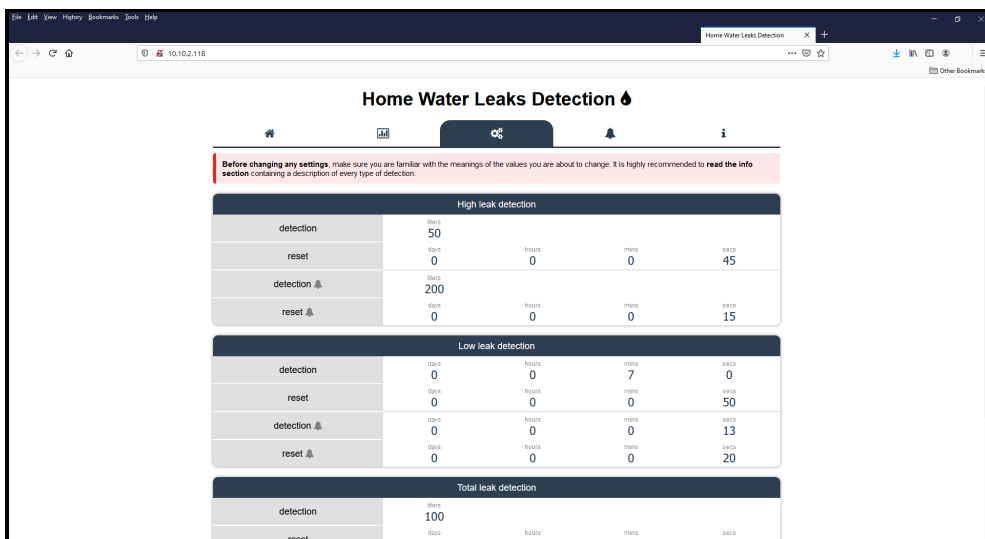 File Edit View History Bookmarks Tools Help
Home Water Leaks Detection
10.10.2.118
Other Bookmarks
Home Water Leaks Detection
Before changing any settings, make sure you are familiar with the meanings of the values you are about to change. It is highly recommended to read the info
section containing a description of every type of detection.
High leak detection
detection
liters
50
reset
days hours mins secs
0 0 0 45
detection
liters
200
reset
days hours mins secs
0 0 0 15
Low leak detection
detection
days hours mins secs
0 0 7 0
reset
days hours mins secs
0 0 0 50
detection
days hours mins secs
0 0 0 13
reset
days hours mins secs
0 0 0 20
Total leak detection
detection
liters
100
reset
days hours mins secs